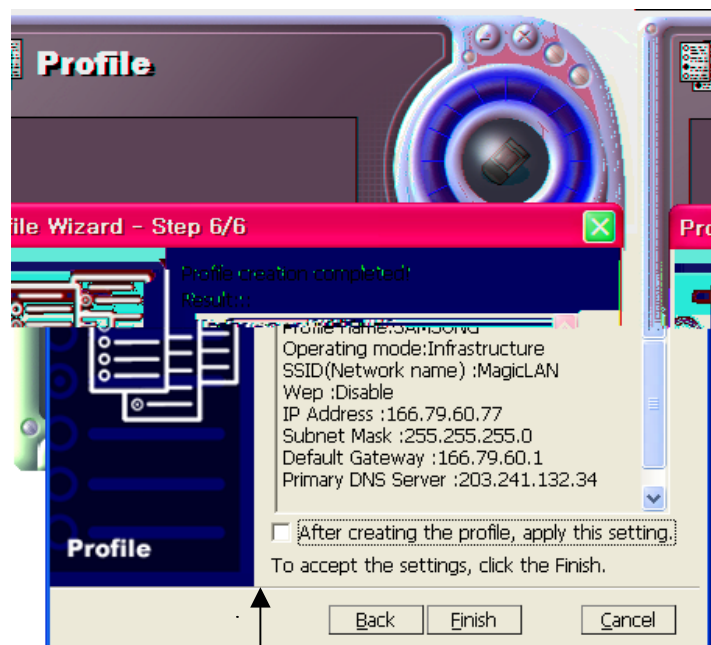 Profile
file Wizard - Step 6/6
Pro
Profile creation completed!
Result :
Profile name:SAMSUNG
Operating mode:Infrastructure
SSID(Network name) :MagicLAN
Wep :Disable
IP Address :166.79.60.77
Subnet Mask :255.255.255.0
Default Gateway :166.79.60.1
Primary DNS Server :203.241.132.34
Profile
After creating the profile, apply this setting.
To accept the settings, click the Finish.
Back
Finish
Cancel